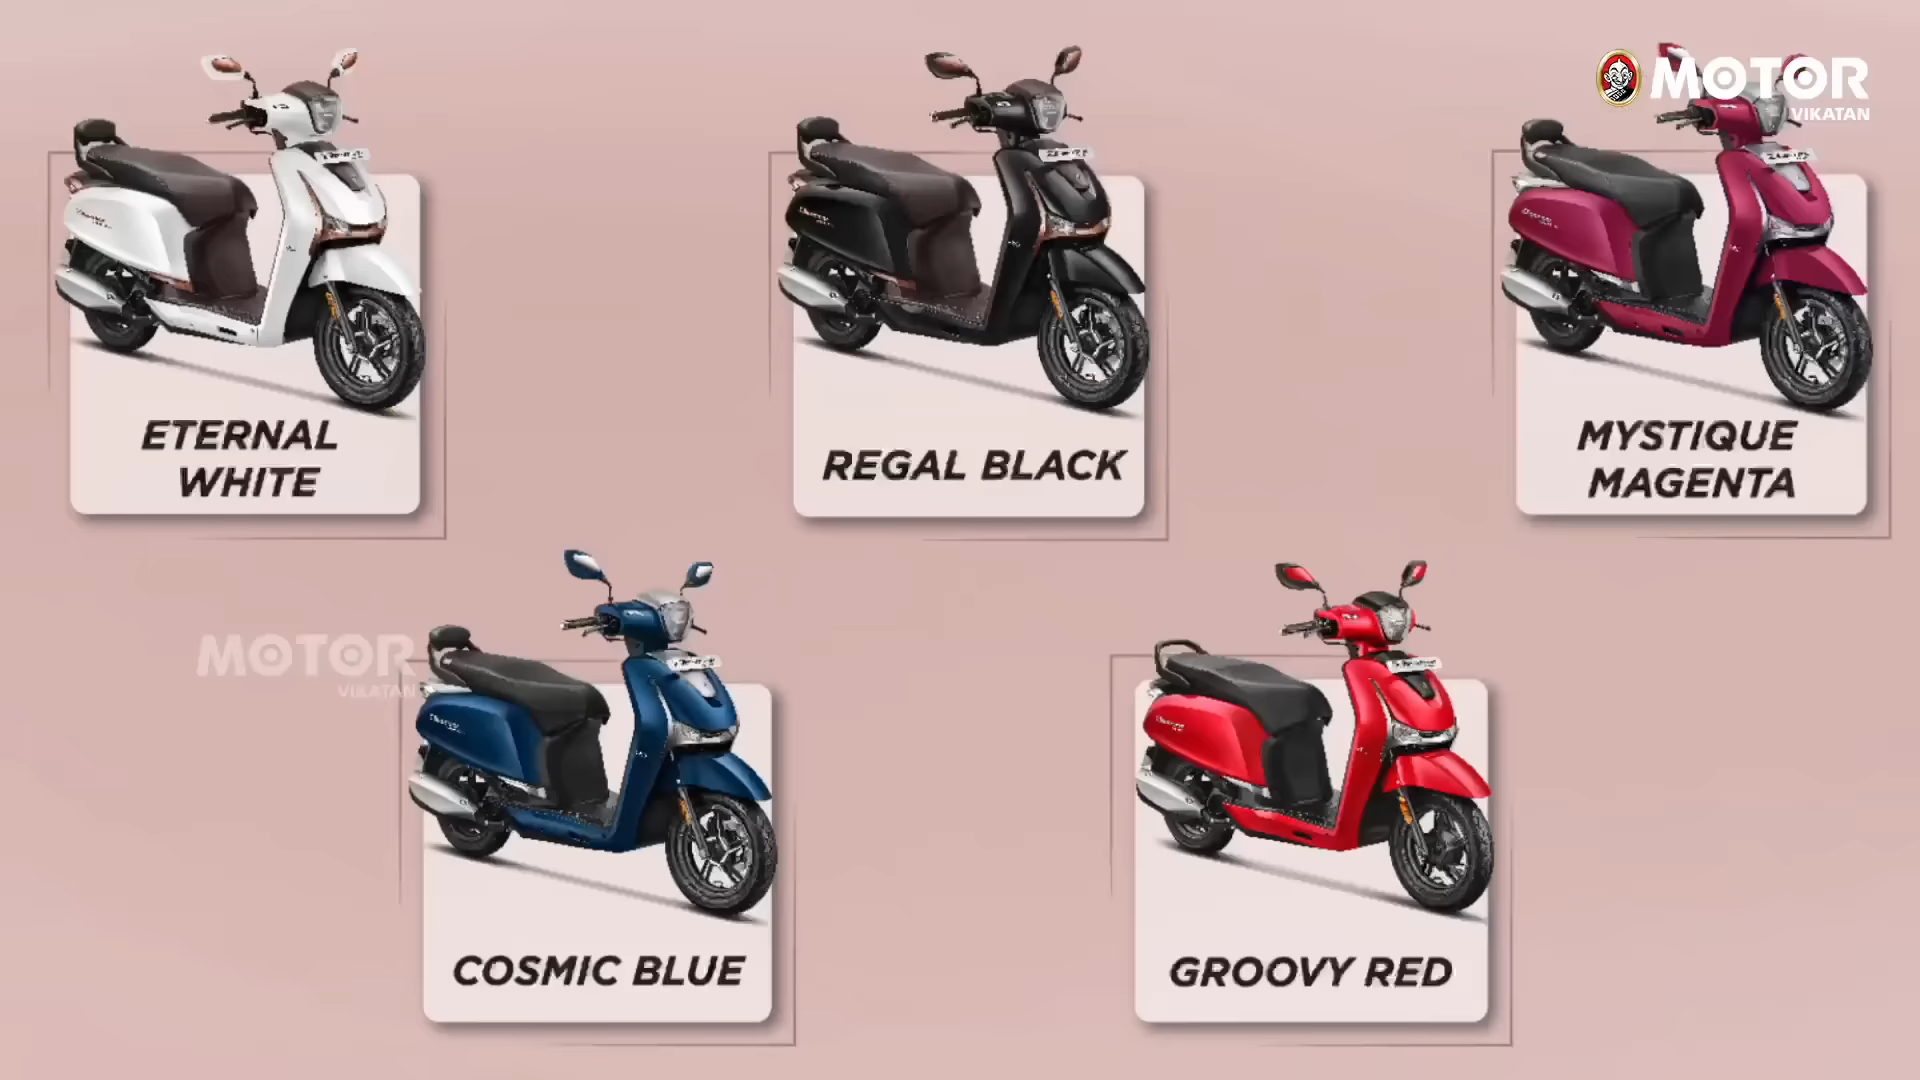 MOTOR
VIKATAN
ETERNAL
WHITE
REGAL BLACK
MYSTIQUE
MAGENTA
MOTOR
VIKATAN
COSMIC BLUE
GROOVY RED